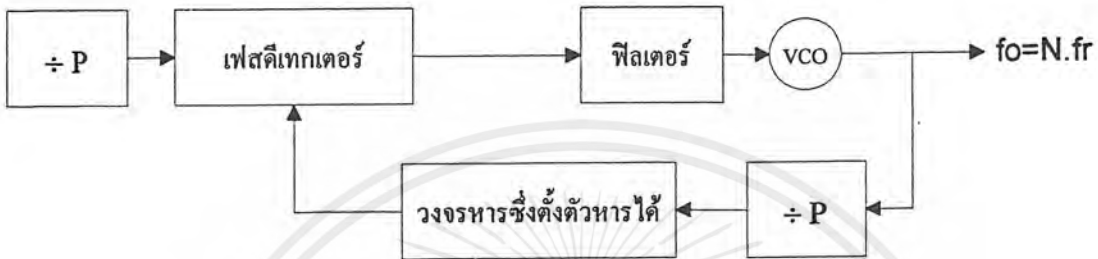 ÷ P
เฟสดีเทกเตอร์
ฟิลเตอร์
VCO
fo=N.fr
วงจรหารซึ่งตั้งตัวหารได้
÷ P